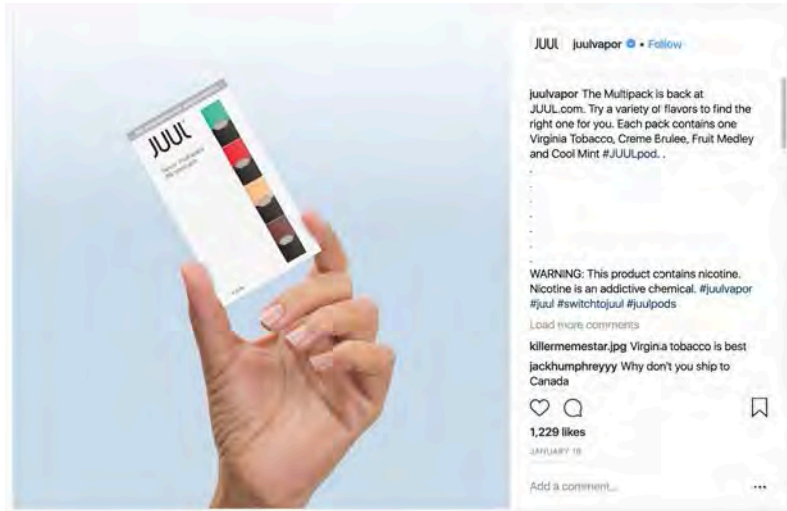 JUUL
JUUL juulvapor • Follow
juulvapor The Multipack is back at
JUUL.com. Try a variety of flavors to find the
right one for you. Each pack contains one
Virginia Tobacco, Creme Brulee, Fruit Medley
and Cool Mint #JUULpod. .
.
.
.
.
.
.
.
WARNING: This product contains nicotine.
Nicotine is an addictive chemical. #juulvapor
#juul #switchtojuul #juulpods
Load more comments
killermemestar.jpg Virginia tobacco is best
jackhumphreyyy Why don't you ship to
Canada
1,229 likes
JANUARY
Add a comment...